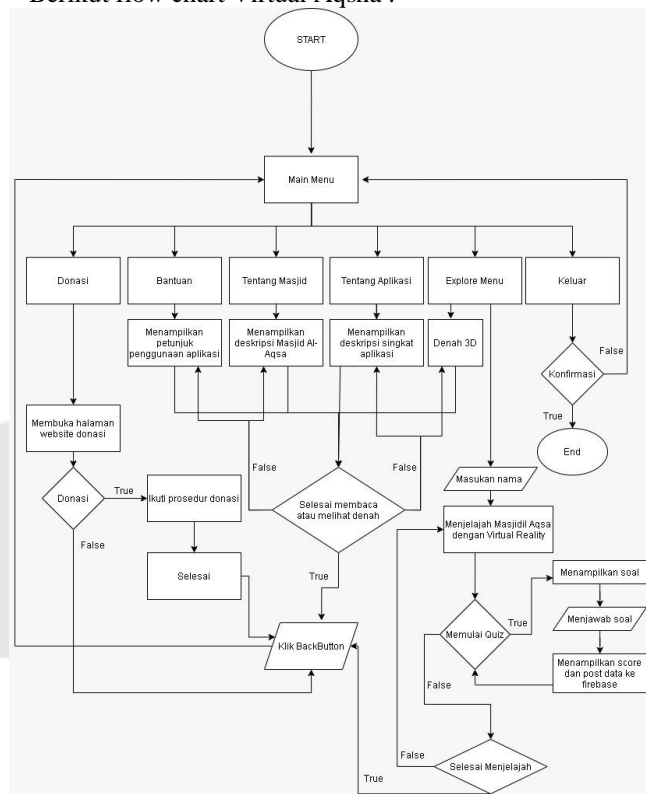 Berikut flow chart Virtual Aqsha :
START
Main Menu
Donasi
Bantuan
Tentang Masjid
Tentang Aplikasi
Explore Menu
Keluar
Menampilkan
petunjuk
penggunaan aplikasi
Menampilkan
deskripsi Masjid Al-
Aqsa
Menampilkan
deskripsi singkat
aplikasi
Denah 3D
False
Konfirmasi
True
End
Membuka halaman
website donasi
False
False
Masukan nama
Donasi
True
Ikuti prosedur donasi
Selesai membaca
atau melihat denah
Menjelajah Masjidil Aqsa
dengan Virtual Reality
False
Selesai
True
Menampilkan soal
Memulai Quiz
True
Menjawab soal
Klik BackButton
Menampilkan score
dan post data ke
firebase
False
False
Selesai Menjelajah
True